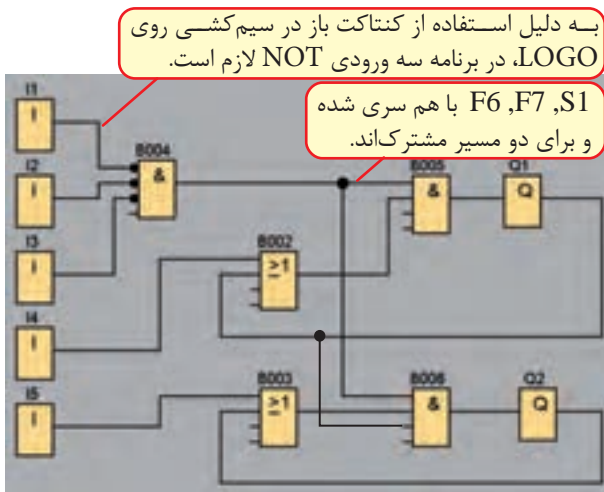 به دلیل استفاده از کنتاکت باز در سیم‌کشی روی
LOGO، در برنامه سه ورودی NOT لازم است.
F6 ,F7 ,S1 با هم سری شده
و برای دو مسیر مشترک‌اند.
I1
I
B004
&
B005
&
Q1
Q
I2
I
I3
I
B002
≥1
I4
I
I5
I
B003
≥1
B006
&
Q2
Q